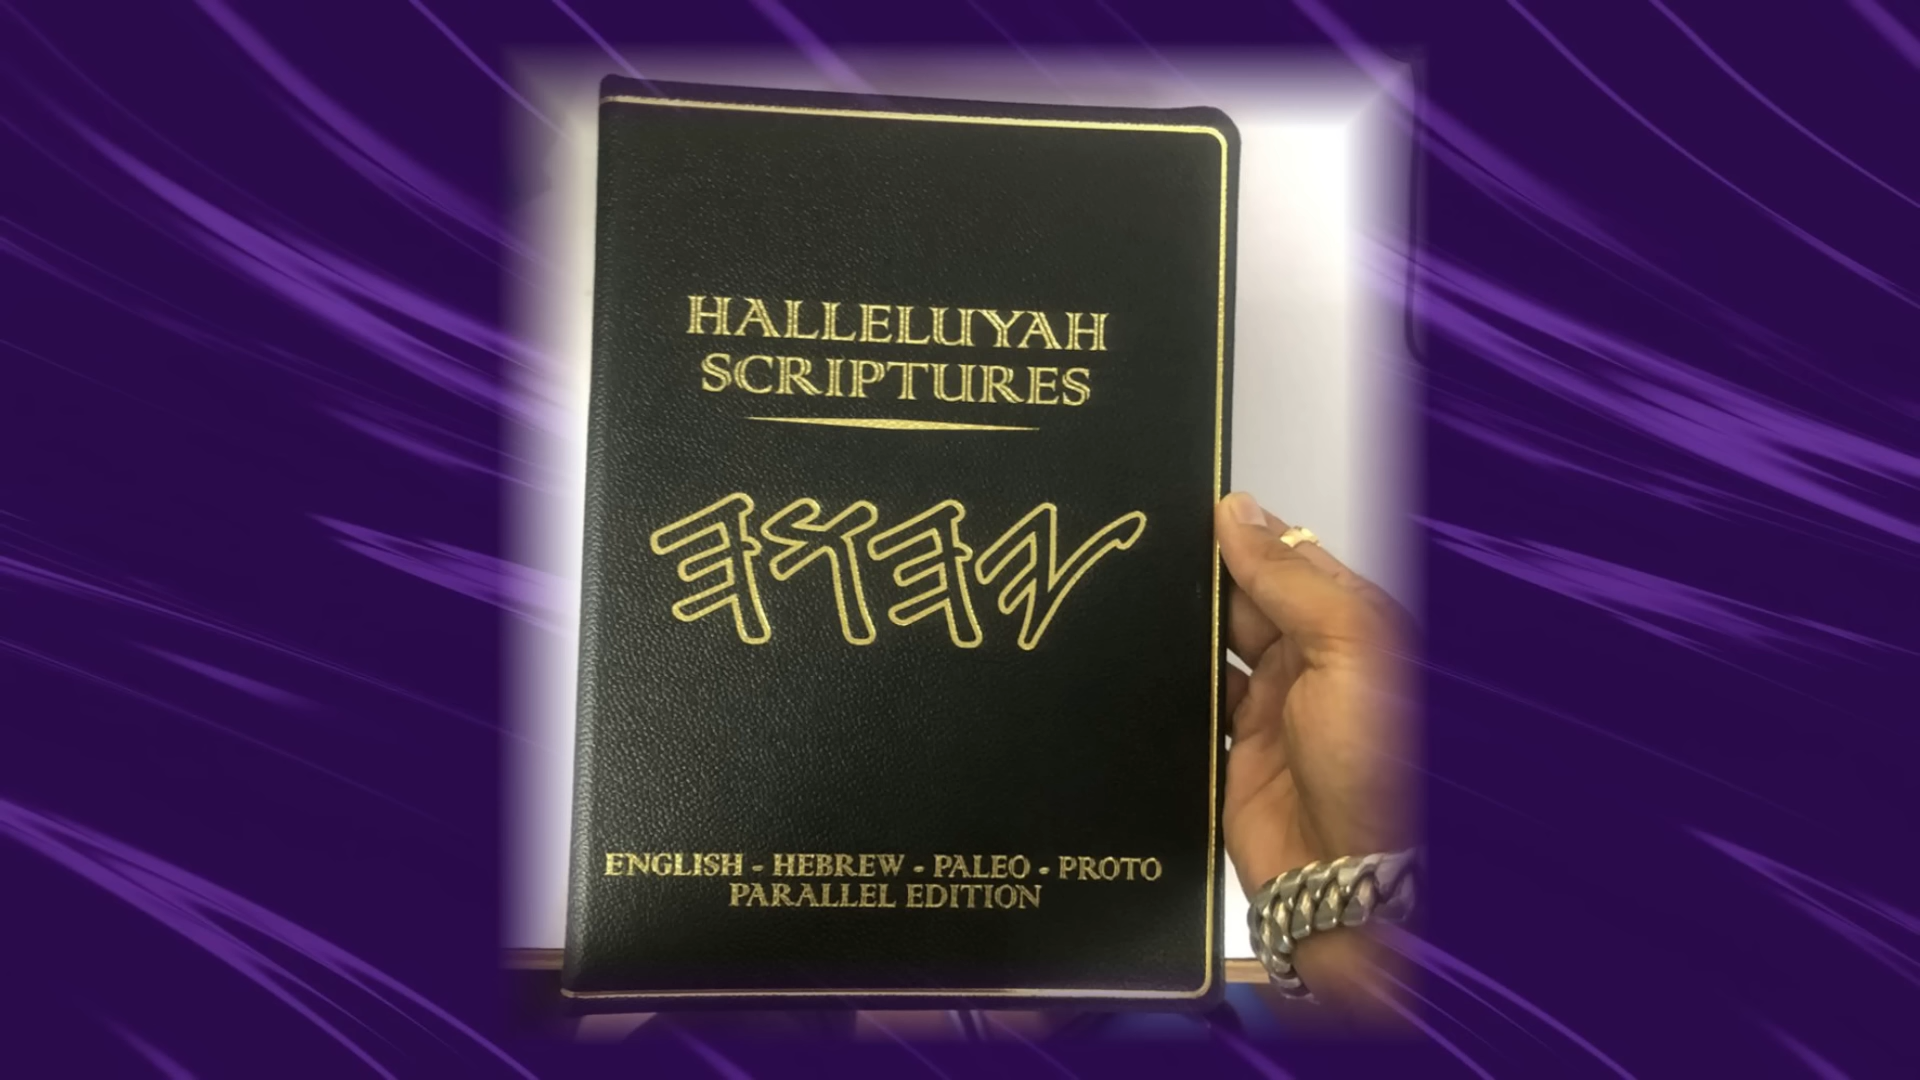 HALLELUYAH
SCRIPTURES
𐤉𐤄𐤅𐤄
ENGLISH - HEBREW - PALEO - PROTO
PARALLEL EDITION